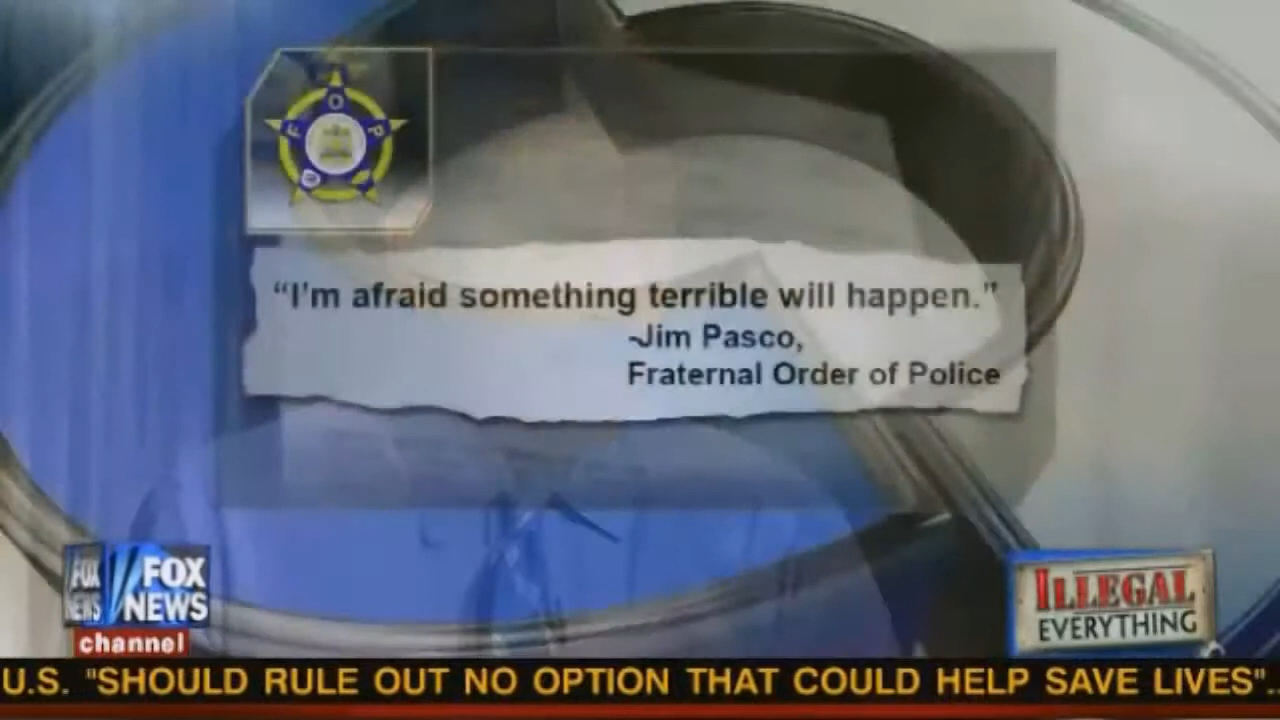 F O P
"I'm afraid something terrible will happen."
-Jim Pasco,
Fraternal Order of Police
FOX
NEWS
FOX
NEWS
channel
ILLEGAL
EVERYTHING
U.S. "SHOULD RULE OUT NO OPTION THAT COULD HELP SAVE LIVES"..